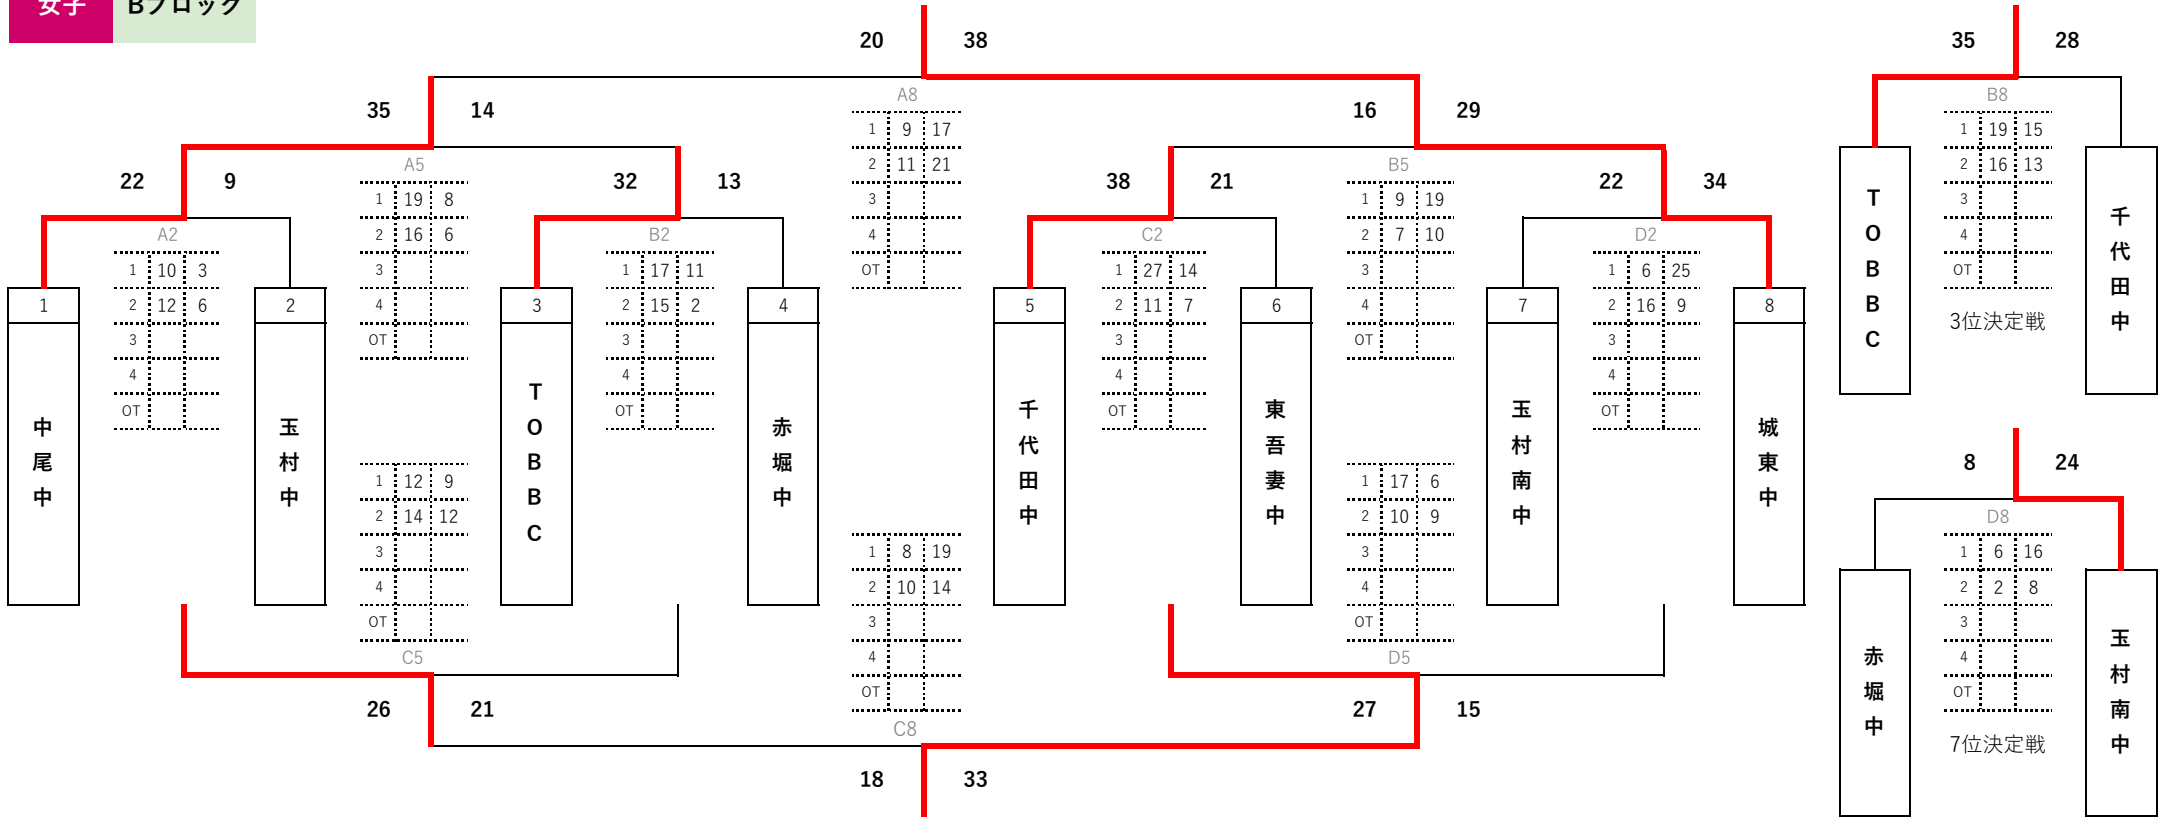 女子 Bブロック
20 38
35 28
35 14
16 29
A8
B8
1 9 17
2 11 21
3
4
OT
1 19 15
2 16 13
3
4
OT
3位決定戦
TOBBC
千代田中
22 9
32 13
38 21
22 34
A5
1 19 8
2 16 6
3
4
OT
B5
1 9 19
2 7 10
3
4
OT
A2
1 10 3
2 12 6
3
4
OT
B2
1 17 11
2 15 2
3
4
OT
C2
1 27 14
2 11 7
3
4
OT
D2
1 6 25
2 16 9
3
4
OT
1
中尾中
2
玉村中
3
TOBBC
4
赤堀中
5
千代田中
6
東吾妻中
7
玉村南中
8
城東中
1 12 9
2 14 12
3
4
OT
C5
26 21
1 17 6
2 10 9
3
4
OT
D5
27 15
1 8 19
2 10 14
3
4
OT
C8
18 33
8 24
D8
1 6 16
2 2 8
3
4
OT
7位決定戦
赤堀中
玉村南中